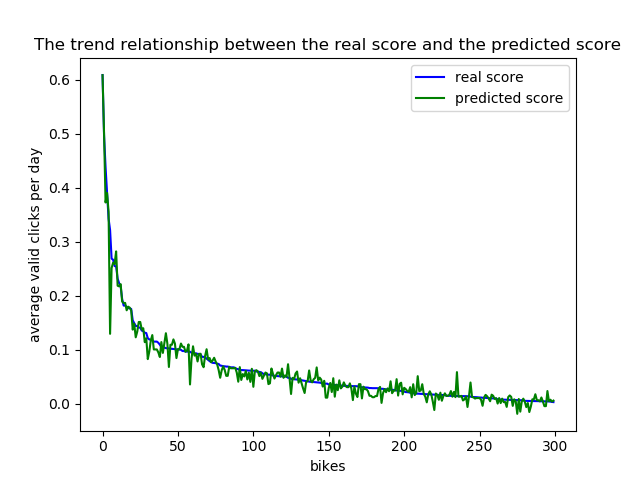 The trend relationship between the real score and the predicted score
real score
predicted score
average valid clicks per day
0.6
0.5
0.4
0.3
0.2
0.1
0.0
0 50 100 150 200 250 300
bikes